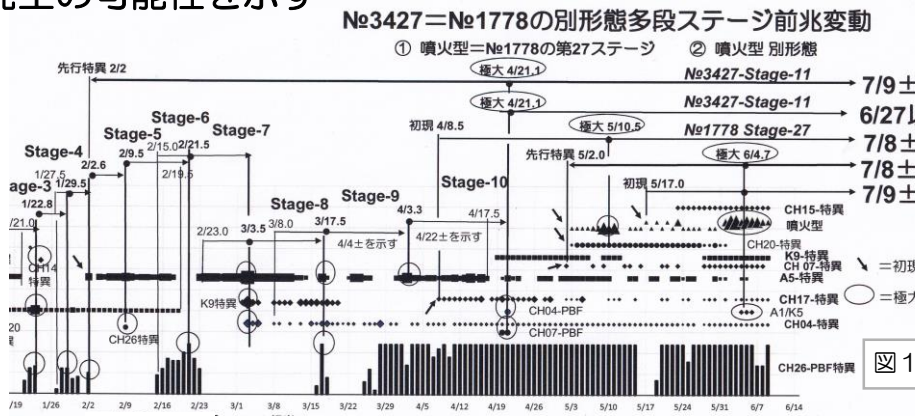 発生の可能性を示す
№3427=№1778の別形態多段ステージ前兆変動
① 噴火型=№1778の第27ステージ ② 噴火型 別形態
先行特異 2/2
極大 4/21.1
№3427-Stage-11
7/9±
極大 4/21.1
№3427-Stage-11
6/27以
初現 4/8.5
極大 5/10.5
№1778 Stage-27
7/8±
先行特異 5/2.0
極大 6/4.7
7/8±
初現 5/17.0
7/9±
Stage-6
2/15.0
2/21.5
Stage-7
Stage-5
2/9.5
2/19.5
Stage-4
2/2.6
1/27.5
1/29.5
age-3
1/22.8
/21.0
Stage-8
Stage-9
Stage-10
2/23.0
3/3.5
3/8.0
3/17.5
4/4±を示す
4/3.3
4/22±を示す
4/17.5
CH15-特異
噴火型
CH20-特異
K9-特異
CH 07-特異
A5-特異
CH17-特異
A1/K5
CH04-特異
CH26-PBF特異
=初現
=極大
CH14
特異
K9特異
CH26特異
CH04-PBF
CH07-PBF
20
図1
/19 1/26 2/2 2/9 2/16 2/23 3/1 3/8 3/15 3/22 3/29 4/5 4/12 4/19 4/26 5/3 5/10 5/17 5/24 5/31 6/7 6/14